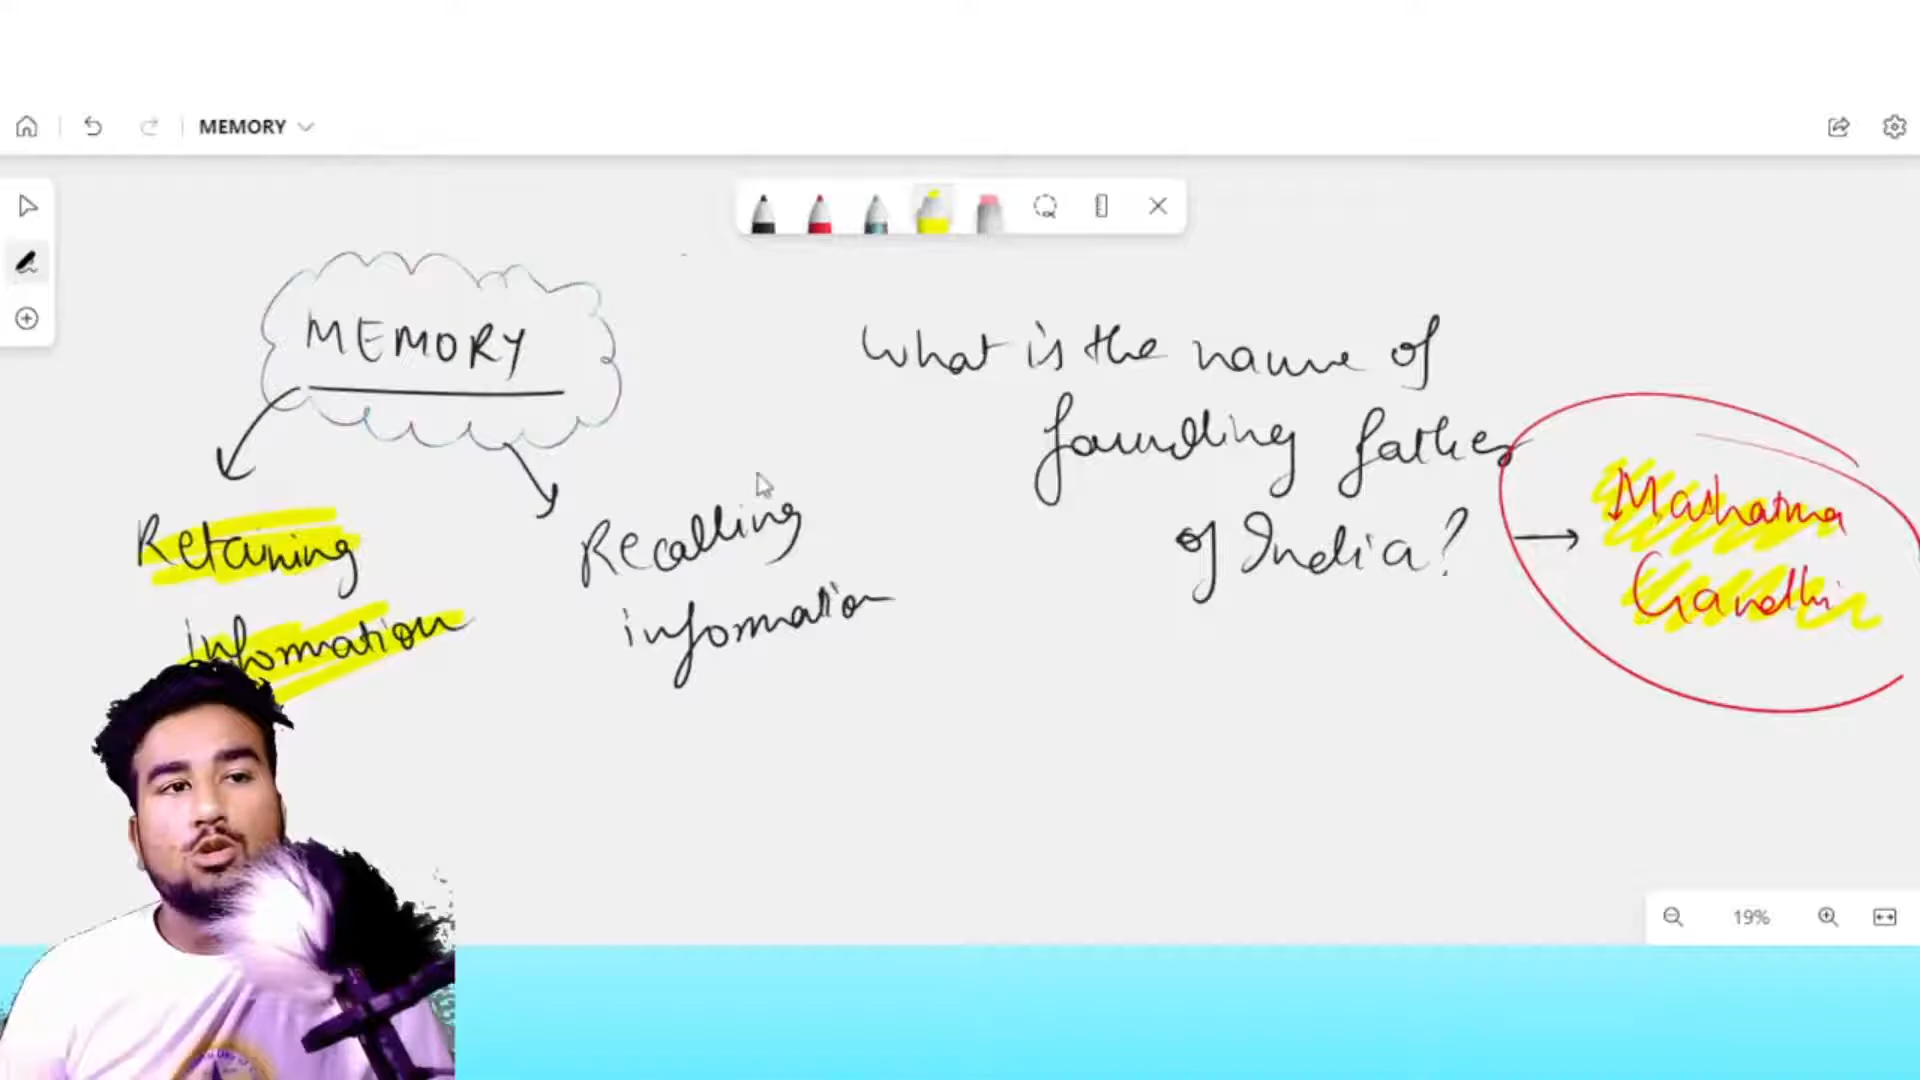 MEMORY
MEMORY
Retaining
information
Recalling
information
What is the name of
founding father
of India?
Mahatma
Gandhi
19%